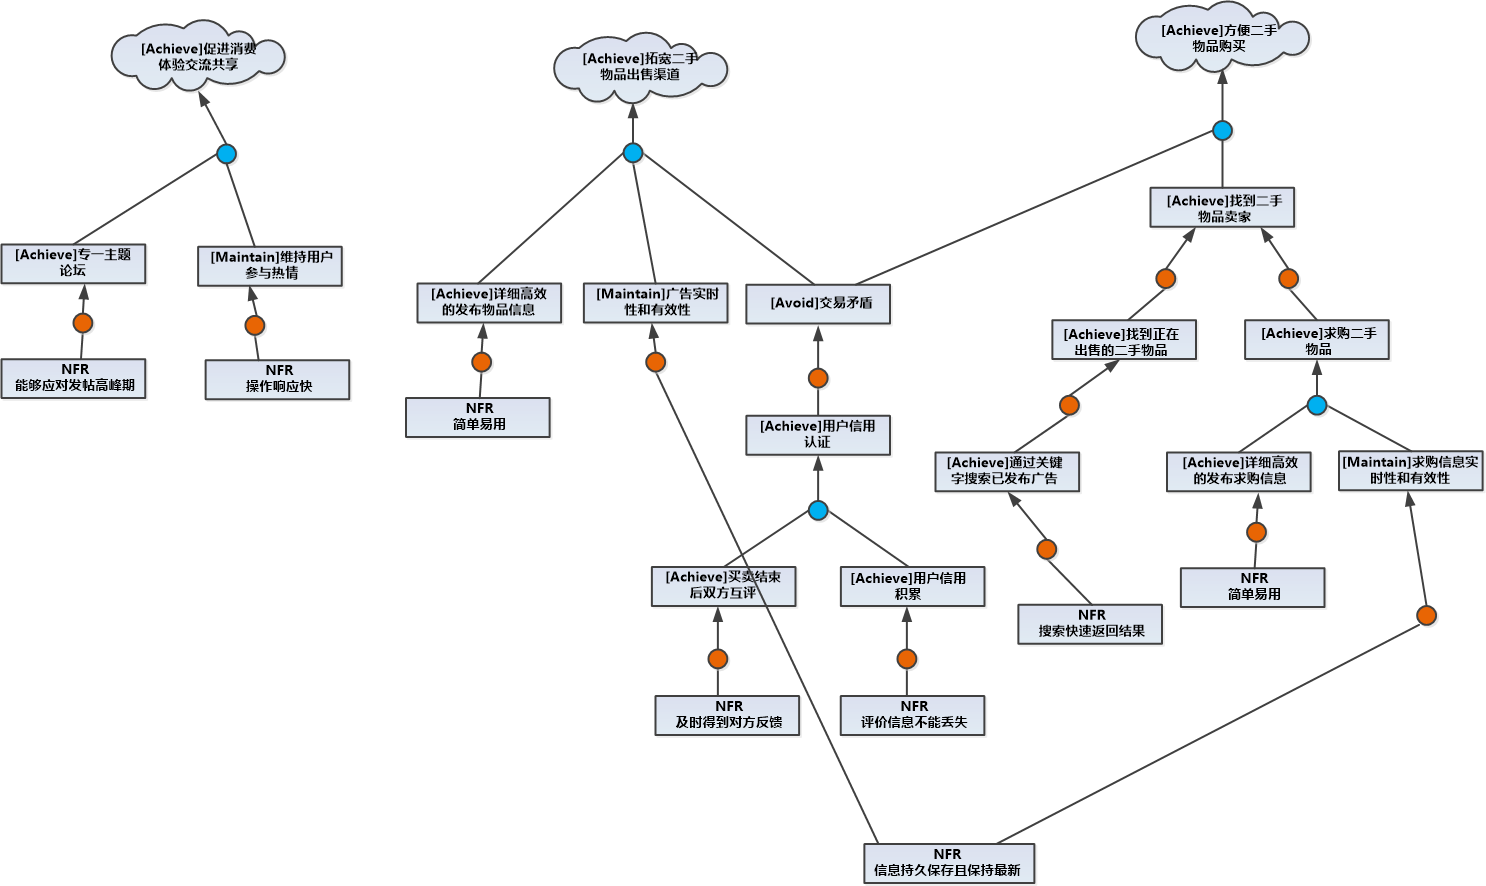 [Achieve]促进消费
体验交流共享
[Achieve]拓宽二手
物品出售渠道
[Achieve]方便二手
物品购买
[Achieve]找到二手
物品卖家
[Achieve]专一主题
论坛
[Maintain]维持用户
参与热情
[Achieve]详细高效
的发布物品信息
[Maintain]广告实时
性和有效性
[Avoid]交易矛盾
[Achieve]找到正在
出售的二手物品
[Achieve]求购二手
物品
NFR
能够应对发帖高峰期
NFR
操作响应快
NFR
简单易用
[Achieve]用户信用
认证
[Achieve]通过关键
字搜索已发布广告
[Achieve]详细高效
的发布求购信息
[Maintain]求购信息实
时性和有效性
[Achieve]买卖结束
后双方互评
[Achieve]用户信用
积累
NFR
搜索快速返回结果
NFR
简单易用
NFR
及时得到对方反馈
NFR
评价信息不能丢失
NFR
信息持久保存且保持最新